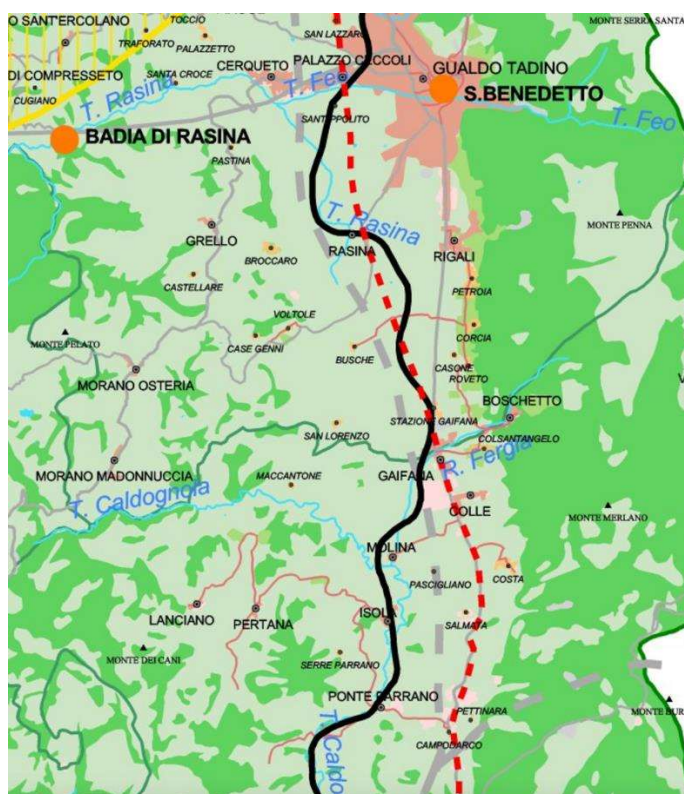 TOCCIO
O SANT'ERCOLANO
SAN LAZZARO
MONTE SERRA SANTA
TRAFORATO
PALAZZETTO
CERQUETO
PALAZZO CECCOLI
GUALDO TADINO
DI COMPRESSETO
SANTA CROCE
T. Rasina
T. Feo
S.BENEDETTO
CUGIANO
SANT'IPPOLITO
T. Feo
BADIA DI RASINA
PASTINA
T. Rasina
MONTE PENNA
GRELLO
RASINA
RIGALI
BROCCARO
CASTELLARE
PETROIA
VOLTOLE
MONTE PELATO
CASE GENNI
CORCIA
BUSCHE
CASONE
ROVETO
MORANO OSTERIA
BOSCHETTO
STAZIONE GAIFANA
SAN LORENZO
COLSANTANGELO
MORANO MADONNUCCIA
MACCANTONE
GAIFANA
R. Fergia
T. Caldognola
COLLE
MONTE MERLANO
MOLINA
PASCIGLIANO
COSTA
LANCIANO
PERTANA
ISOLA
SALMATA
MONTE DEI CANI
SERRE PARRANO
PONTE PARRANO
PETTINARA
MONTE BUR
CAMPODARCO
T. Caldo